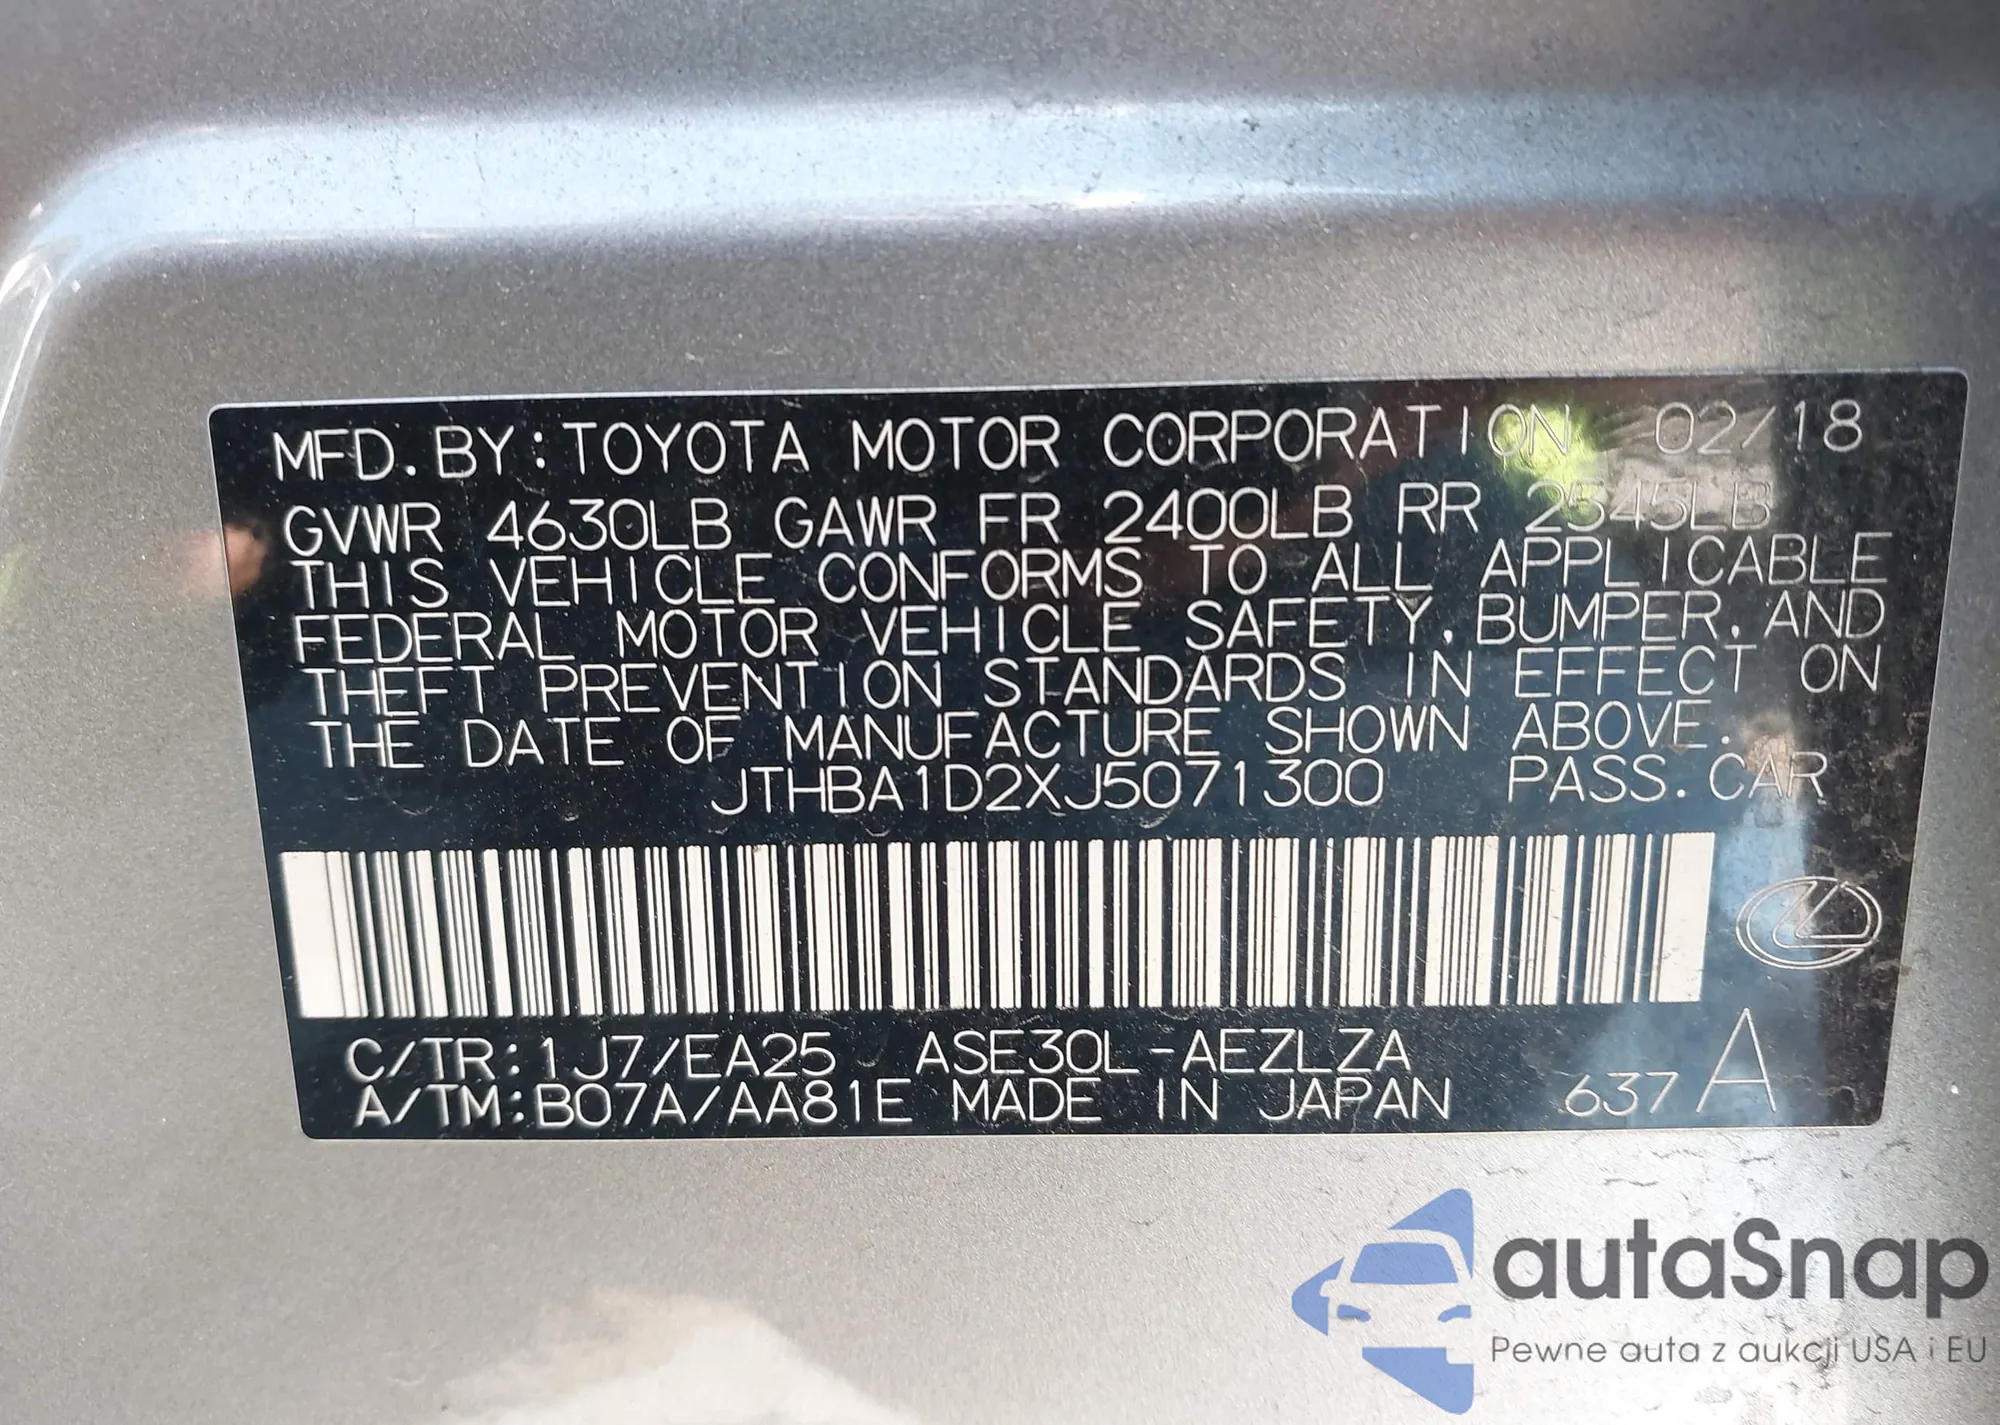 MFD. BY: TOYOTA MOTOR CORPORATION 02/18
GVWR 4630LB GAWR FR 2400LB RR 2545LB
THIS VEHICLE CONFORMS TO ALL APPLICABLE
FEDERAL MOTOR VEHICLE SAFETY, BUMPER, AND
THEFT PREVENTION STANDARDS IN EFFECT ON
THE DATE OF MANUFACTURE SHOWN ABOVE.
JTHBA1D2XJ5071300 PASS. CAR
C/TR: 1J7/EA25 ASE30L-AEZLZA
A/TM: B07A/AA81E MADE IN JAPAN 637 A
autaSnap
Pewne auta z aukcji USA i EU